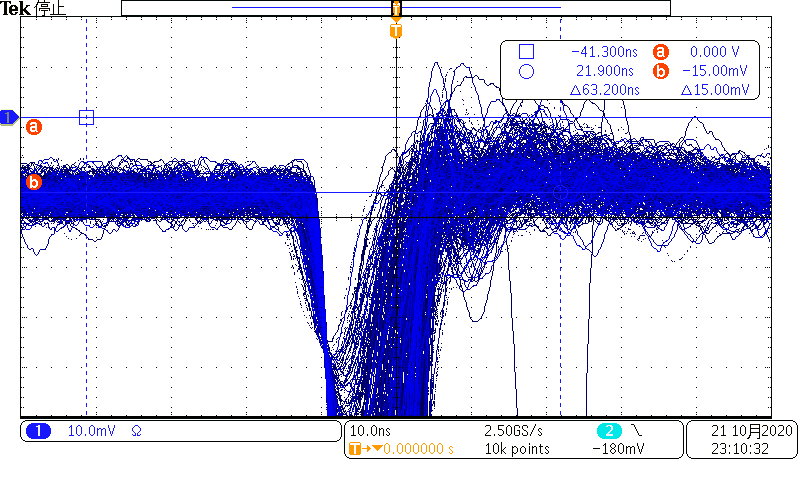 Tek 停止
T
T
−41.300ns a 0.000 V
21.900ns b −15.00mV
Δ63.200ns Δ15.00mV
1
a
b
1 10.0mV Ω
10.0ns 2.50GS/s 2
T→▼0.000000 s 10k points −180mV
21 10月2020
23:10:32